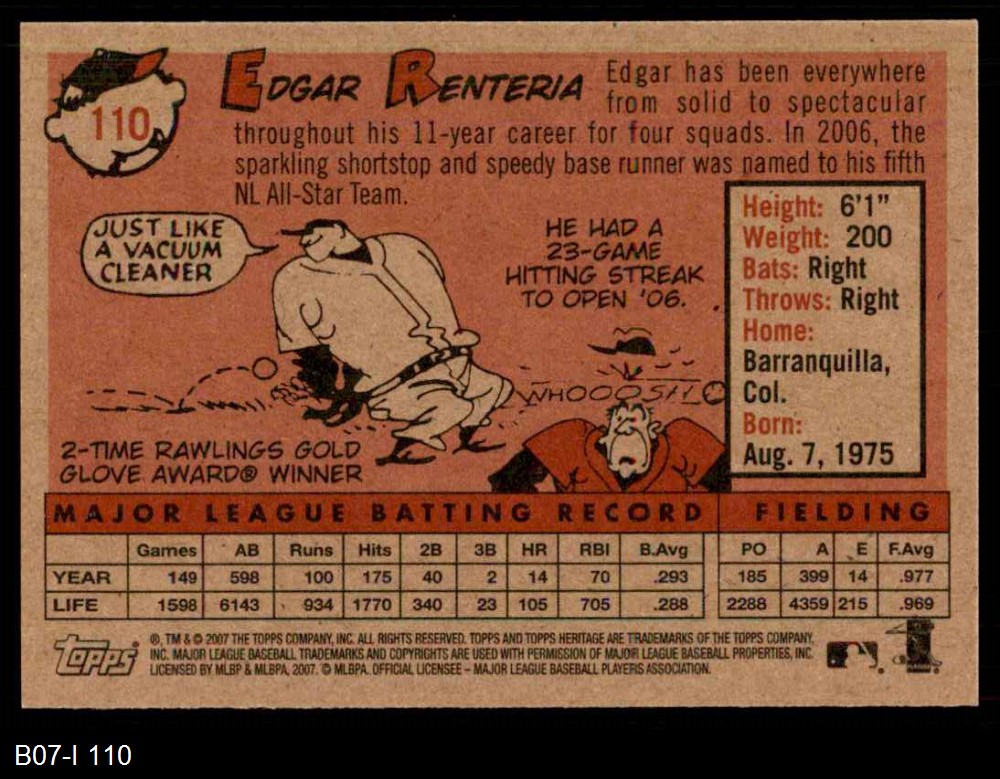 110
EDGAR RENTERIA
Edgar has been everywhere
from solid to spectacular
throughout his 11-year career for four squads. In 2006, the
sparkling shortstop and speedy base runner was named to his fifth
NL All-Star Team.
JUST LIKE
A VACUUM
CLEANER
HE HAD A
23-GAME
HITTING STREAK
TO OPEN '06.
WHOOOSH
2-TIME RAWLINGS GOLD
GLOVE AWARD® WINNER
Height: 6'1"
Weight: 200
Bats: Right
Throws: Right
Home:
Barranquilla,
Col.
Born:
Aug. 7, 1975
MAJOR LEAGUE BATTING RECORD FIELDING
Games AB Runs Hits 2B 3B HR RBI B.Avg PO A E F.Avg
YEAR 149 598 100 175 40 2 14 70 .293 185 399 14 .977
LIFE 1598 6143 934 1770 340 23 105 705 .288 2288 4359 215 .969
Topps
®, TM & © 2007 THE TOPPS COMPANY, INC. ALL RIGHTS RESERVED. TOPPS AND TOPPS HERITAGE ARE TRADEMARKS OF THE TOPPS COMPANY,
INC. MAJOR LEAGUE BASEBALL TRADEMARKS AND COPYRIGHTS ARE USED WITH PERMISSION OF MAJOR LEAGUE BASEBALL PROPERTIES, INC.
LICENSED BY MLBP & MLBPA, 2007. © MLBPA. OFFICIAL LICENSEE – MAJOR LEAGUE BASEBALL PLAYERS ASSOCIATION.
B07-I 110